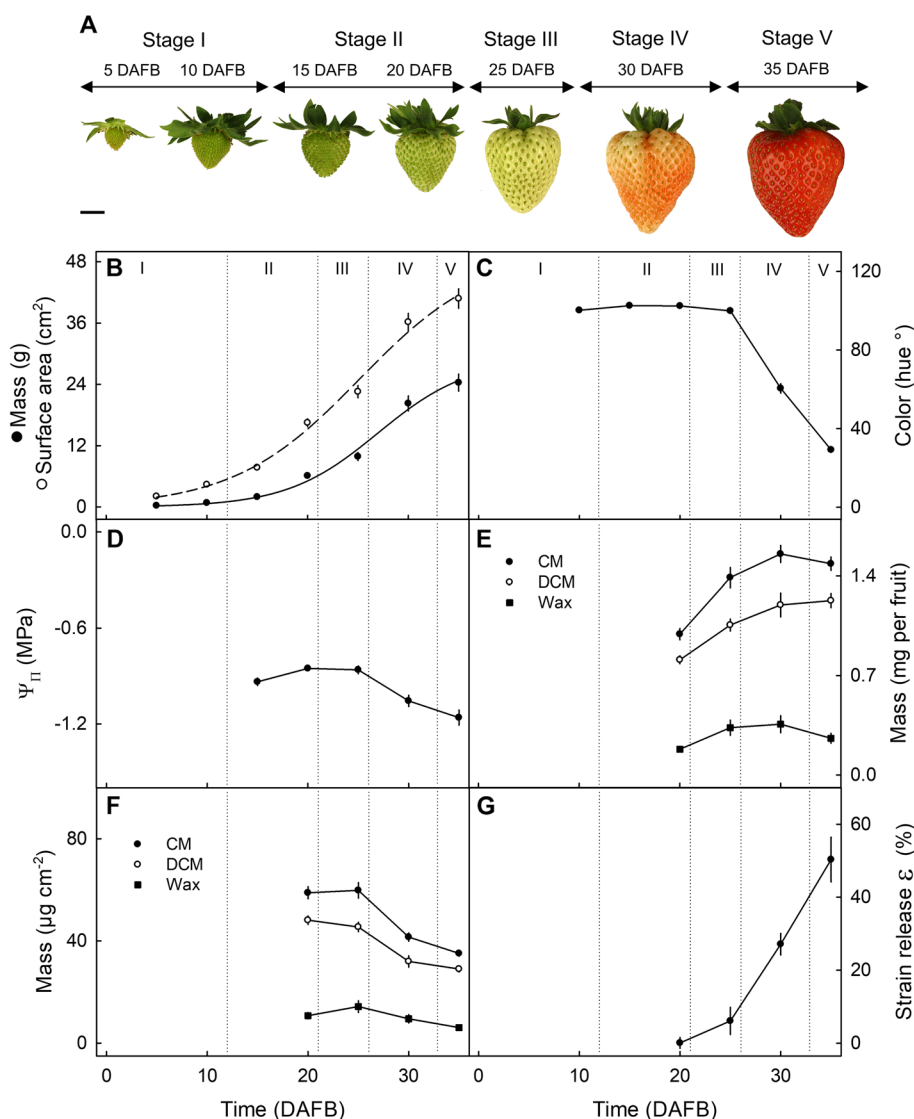 A
Stage I Stage II Stage III Stage IV Stage V
5 DAFB 10 DAFB 15 DAFB 20 DAFB 25 DAFB 30 DAFB 35 DAFB
B
I II III IV V
48
36
24
12
0
● Mass (g)
○ Surface area (cm²)
C
I II III IV V
120
80
40
0
Color (hue °)
D
0.0
-0.6
-1.2
Ψ_Π (MPa)
E
CM
DCM
Wax
1.4
0.7
0.0
Mass (mg per fruit)
F
CM
DCM
Wax
80
40
0
Mass (µg cm⁻²)
0 10 20 30
Time (DAFB)
G
60
40
20
0
Strain release ε (%)
0 10 20 30
Time (DAFB)